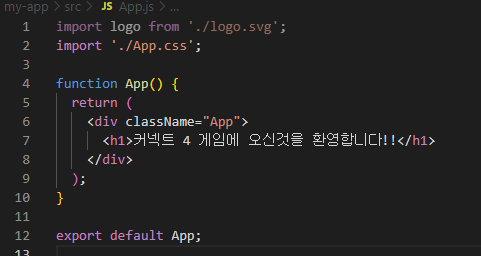 my-app > src > JS App.js > ...
1 import logo from './logo.svg';
2 import './App.css';
3
4 function App() {
5 return (
6 <div className="App">
7 <h1>커넥트 4 게임에 오신것을 환영합니다!!</h1>
8 </div>
9 );
10 }
11
12 export default App;
13